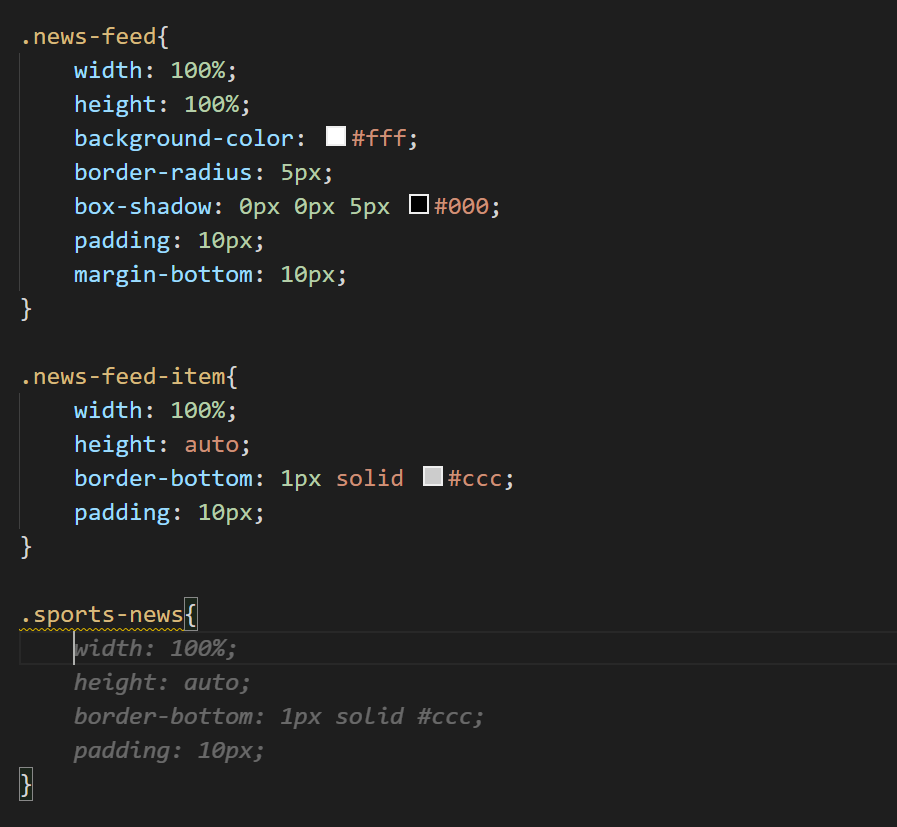 .news-feed{
width: 100%;
height: 100%;
background-color: #fff;
border-radius: 5px;
box-shadow: 0px 0px 5px #000;
padding: 10px;
margin-bottom: 10px;
}
.news-feed-item{
width: 100%;
height: auto;
border-bottom: 1px solid #ccc;
padding: 10px;
}
.sports-news{
width: 100%;
height: auto;
border-bottom: 1px solid #ccc;
padding: 10px;
}